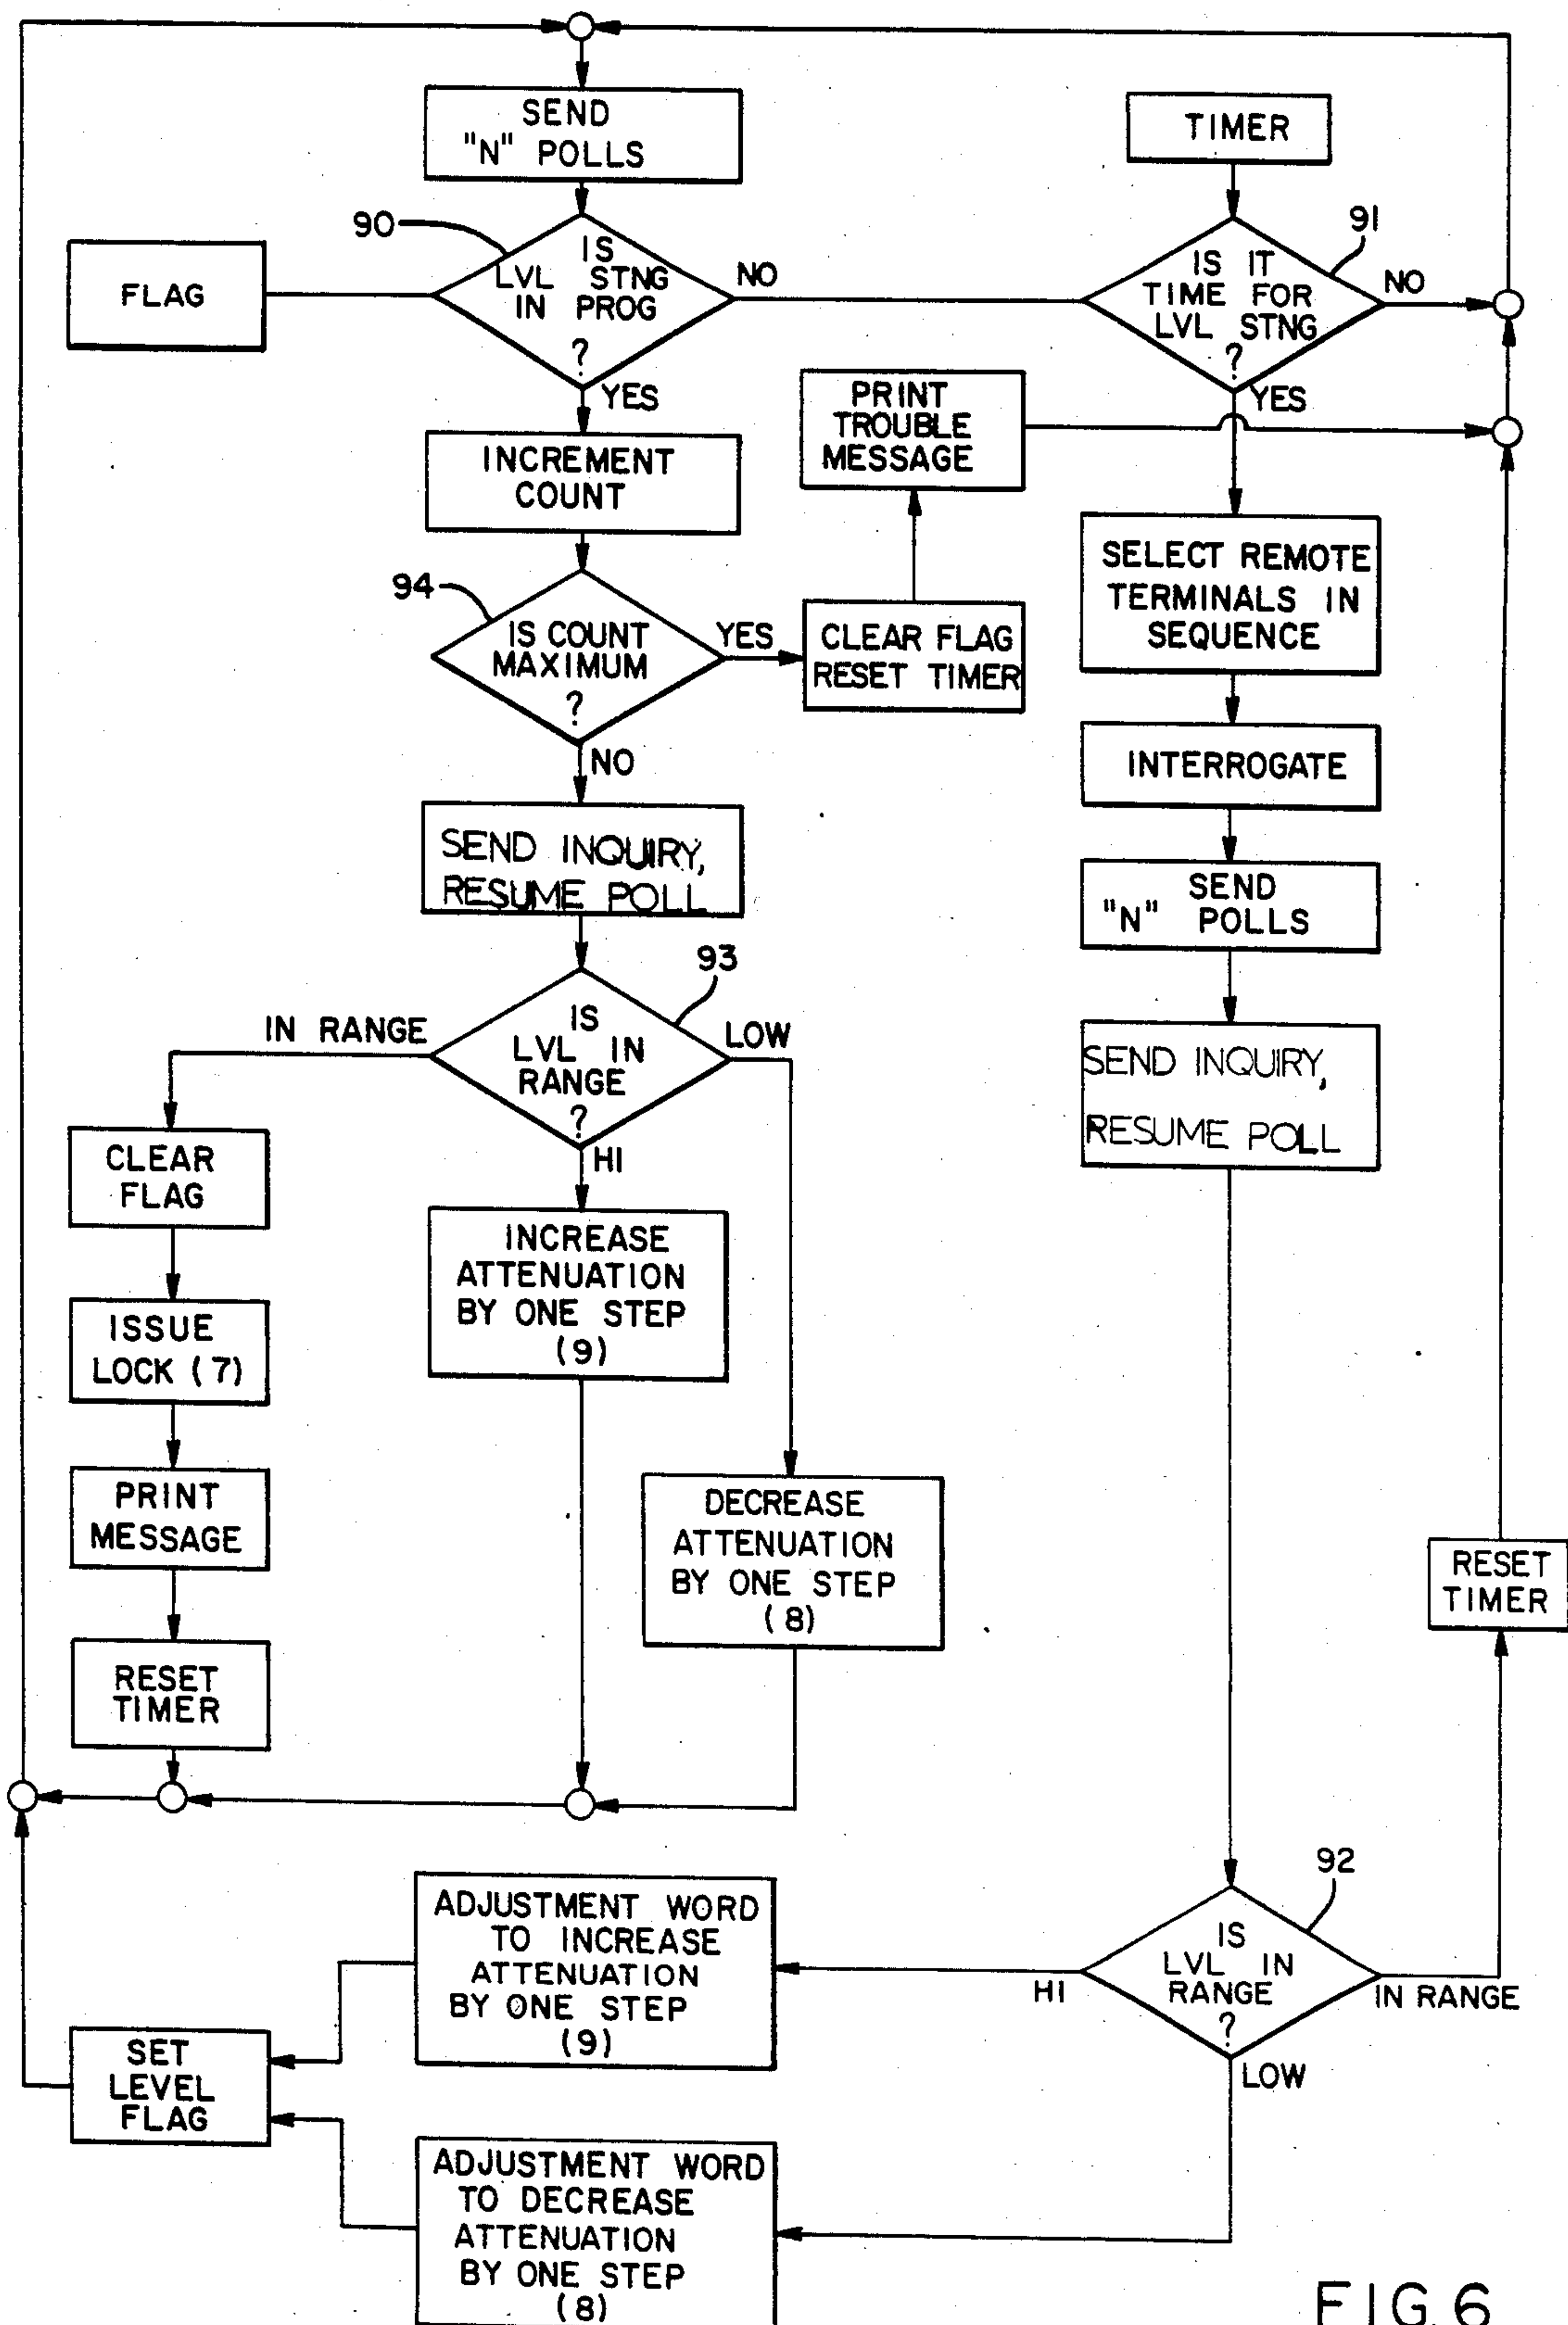 SEND
"N" POLLS
TIMER
90
IS
LVL STNG
IN PROG
?
NO
FLAG
YES
91
IS IT
TIME FOR
LVL STNG
?
NO
YES
INCREMENT
COUNT
PRINT
TROUBLE
MESSAGE
94
IS COUNT
MAXIMUM
?
YES
CLEAR FLAG
RESET TIMER
NO
SELECT REMOTE
TERMINALS IN
SEQUENCE
INTERROGATE
SEND
"N" POLLS
SEND INQUIRY,
RESUME POLL
SEND INQUIRY,
RESUME POLL
93
IS
LVL IN
RANGE
?
IN RANGE
LOW
HI
CLEAR
FLAG
ISSUE
LOCK (7)
PRINT
MESSAGE
RESET
TIMER
INCREASE
ATTENUATION
BY ONE STEP
(9)
DECREASE
ATTENUATION
BY ONE STEP
(8)
RESET
TIMER
92
IS
LVL IN
RANGE
?
HI
IN RANGE
LOW
ADJUSTMENT WORD
TO INCREASE
ATTENUATION
BY ONE STEP
(9)
SET
LEVEL
FLAG
ADJUSTMENT WORD
TO DECREASE
ATTENUATION
BY ONE STEP
(8)
FIG. 6